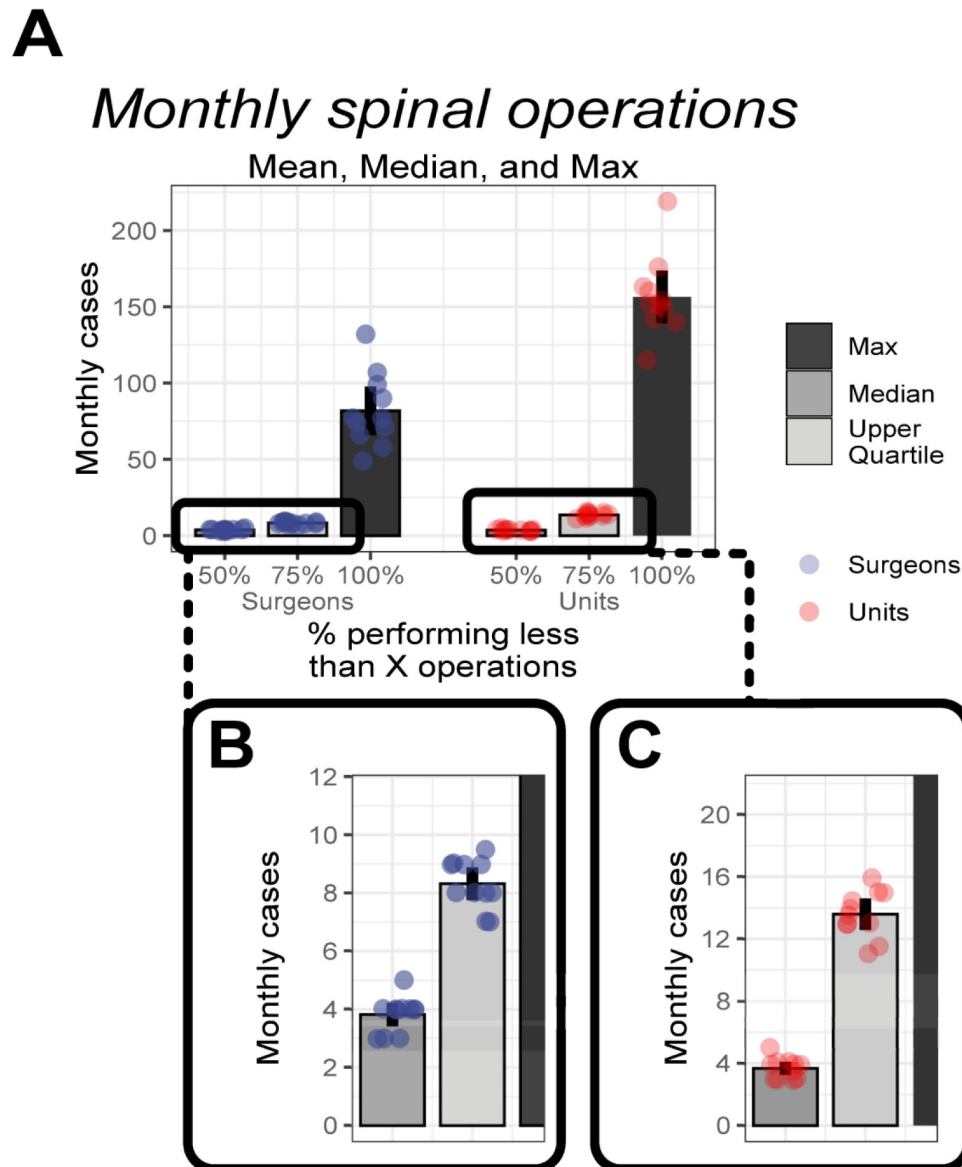 A
Monthly spinal operations
Mean, Median, and Max
Monthly cases
200
150
100
50
0
50% 75% 100% 50% 75% 100%
Surgeons Units
% performing less
than X operations
Max
Median
Upper
Quartile
Surgeons
Units
B
Monthly cases
12
10
8
6
4
2
0
C
Monthly cases
20
16
12
8
4
0